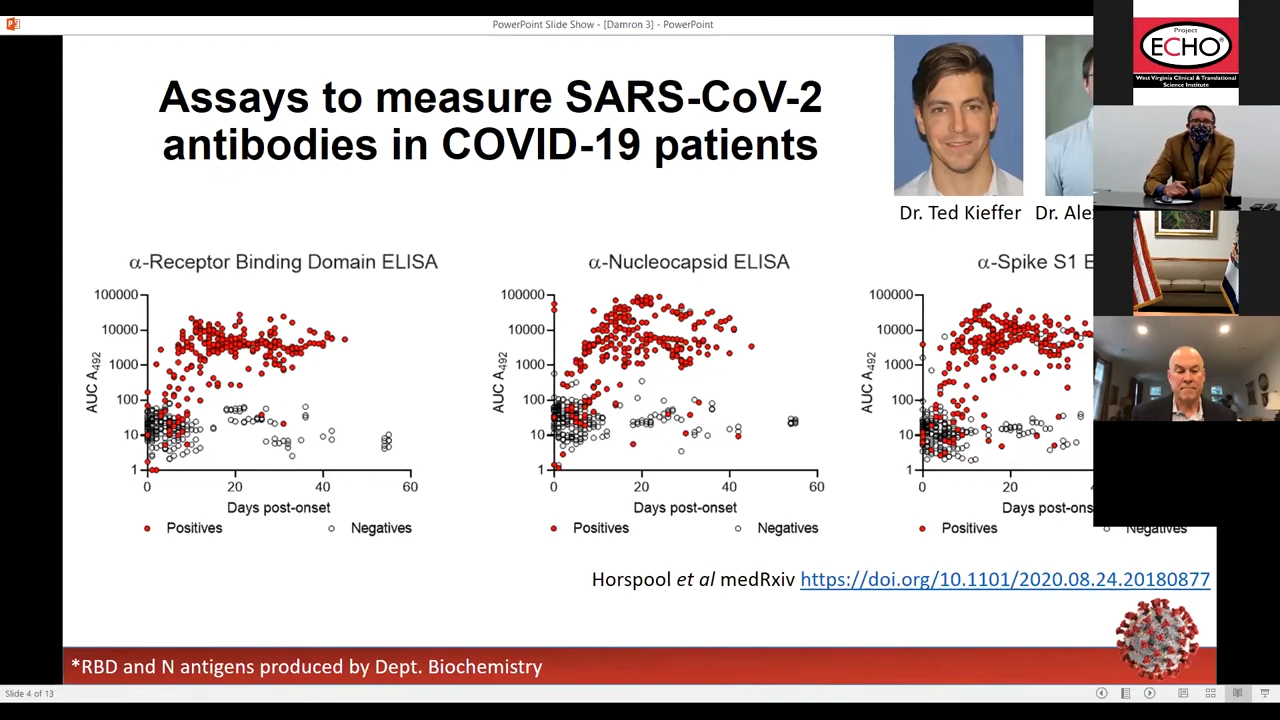 PowerPoint Slide Show - [Damron 3] - PowerPoint
Project
ECHO®
West Virginia Clinical & Translational
Science Institute
Assays to measure SARS-CoV-2
antibodies in COVID-19 patients
Dr. Ted Kieffer
Dr. Ale
α-Receptor Binding Domain ELISA
100000
10000
1000
100
10
1
AUC A492
0 20 40 60
Days post-onset
Positives Negatives
α-Nucleocapsid ELISA
100000
10000
1000
100
10
1
AUC A492
0 20 40 60
Days post-onset
Positives Negatives
α-Spike S1 E
100000
10000
1000
100
10
1
AUC A492
0 20 4
Days post-ons
Positives Negatives
Horspool et al medRxiv https://doi.org/10.1101/2020.08.24.20180877
*RBD and N antigens produced by Dept. Biochemistry
Slide 4 of 13